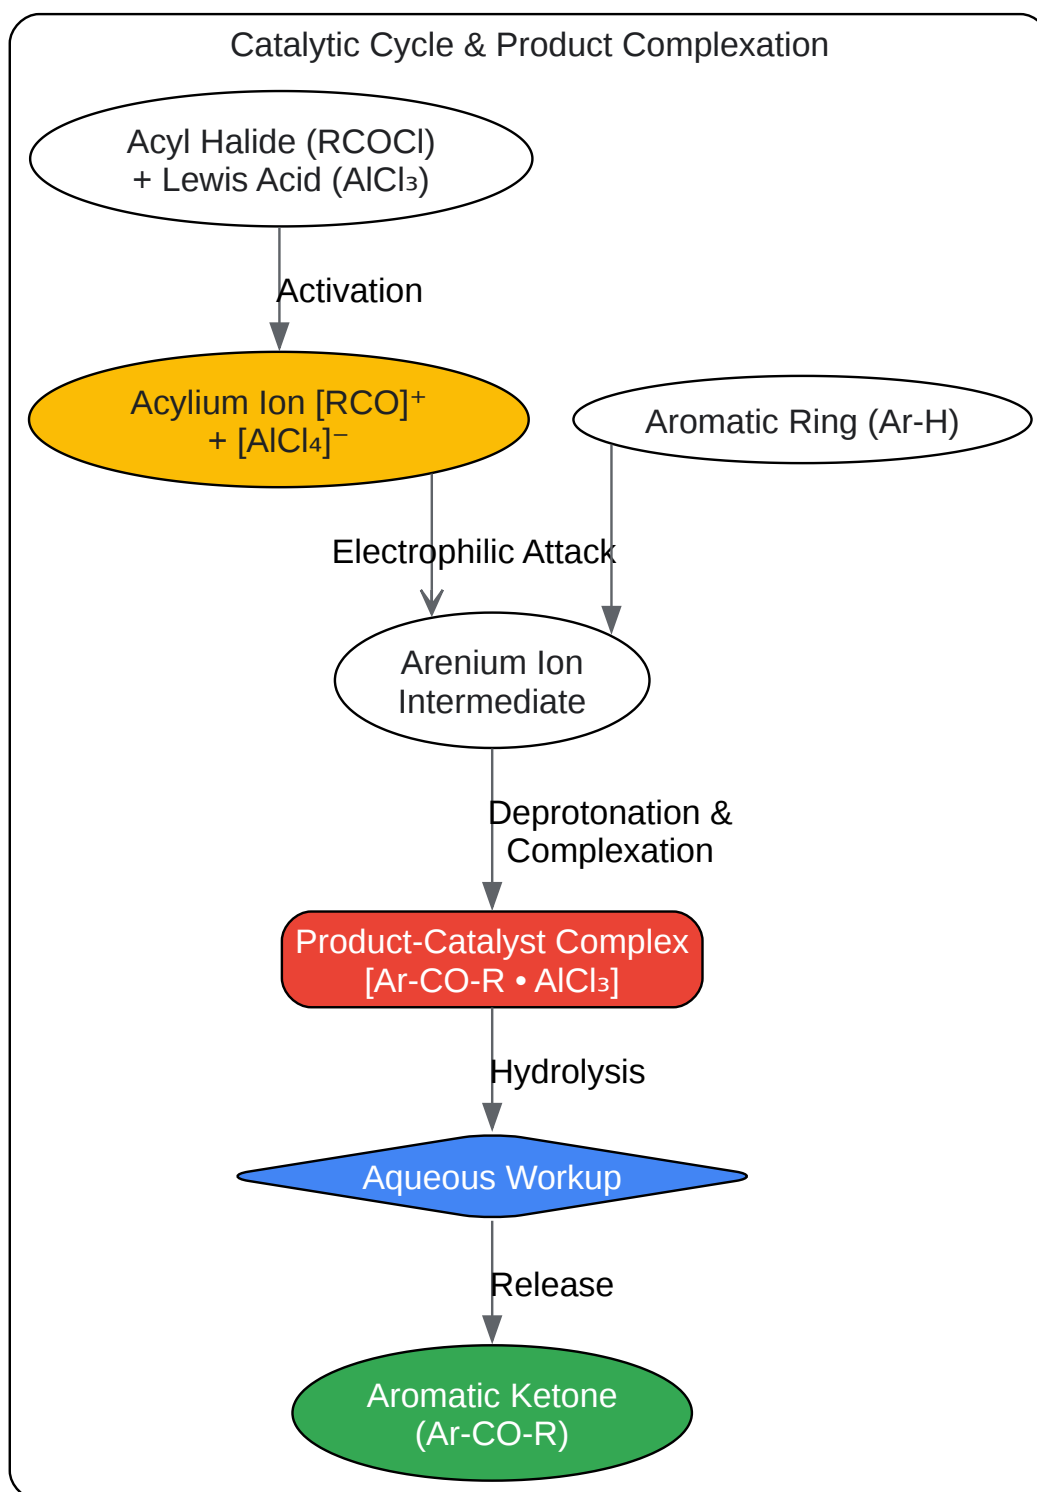 Catalytic Cycle & Product Complexation
Acyl Halide (RCOCl)
+ Lewis Acid (AlCl₃)
Activation
Acylium Ion [RCO]⁺
+ [AlCl₄]⁻
Aromatic Ring (Ar-H)
Electrophilic Attack
Arenium Ion
Intermediate
Deprotonation &
Complexation
Product-Catalyst Complex
[Ar-CO-R • AlCl₃]
Hydrolysis
Aqueous Workup
Release
Aromatic Ketone
(Ar-CO-R)